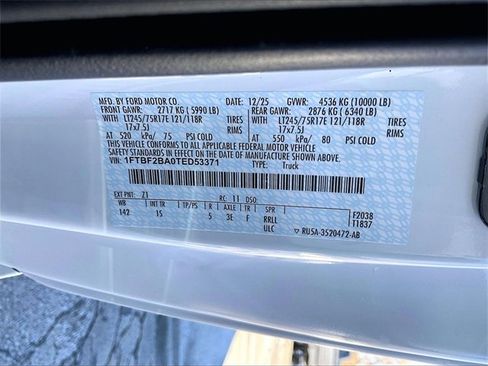 MFD. BY FORD MOTOR CO. 12/25 GVWR: 4536 KG (10000 LB)
FRONT GAWR: 2717 KG ( 5990 LB) REAR GAWR: 2876 KG ( 6340 LB)
LT245/75R17E 121/118R TIRES LT245/75R17E 121/118R TIRES
17x7.5J RIMS 17x7.5J RIMS
AT 520 kPa/ 75 PSI COLD AT 550 kPa/ 80 PSI COLD
THIS VEHICLE CONFORMS TO ALL APPLICABLE FEDERAL MOTOR VEHICLE
SAFETY STANDARDS IN EFFECT ON THE DATE OF MANUFACTURE SHOWN ABOVE.
VIN: 1FTBF2BA0TED53371 TYPE: Truck
EXT PNT: Z1 RC: 11 DSO:
WB INT TR TP/PS R AXLE TR SPR
142 1S 5 3E F RRLL
ULC
F2038
T1837
RU5A-3520472-AB